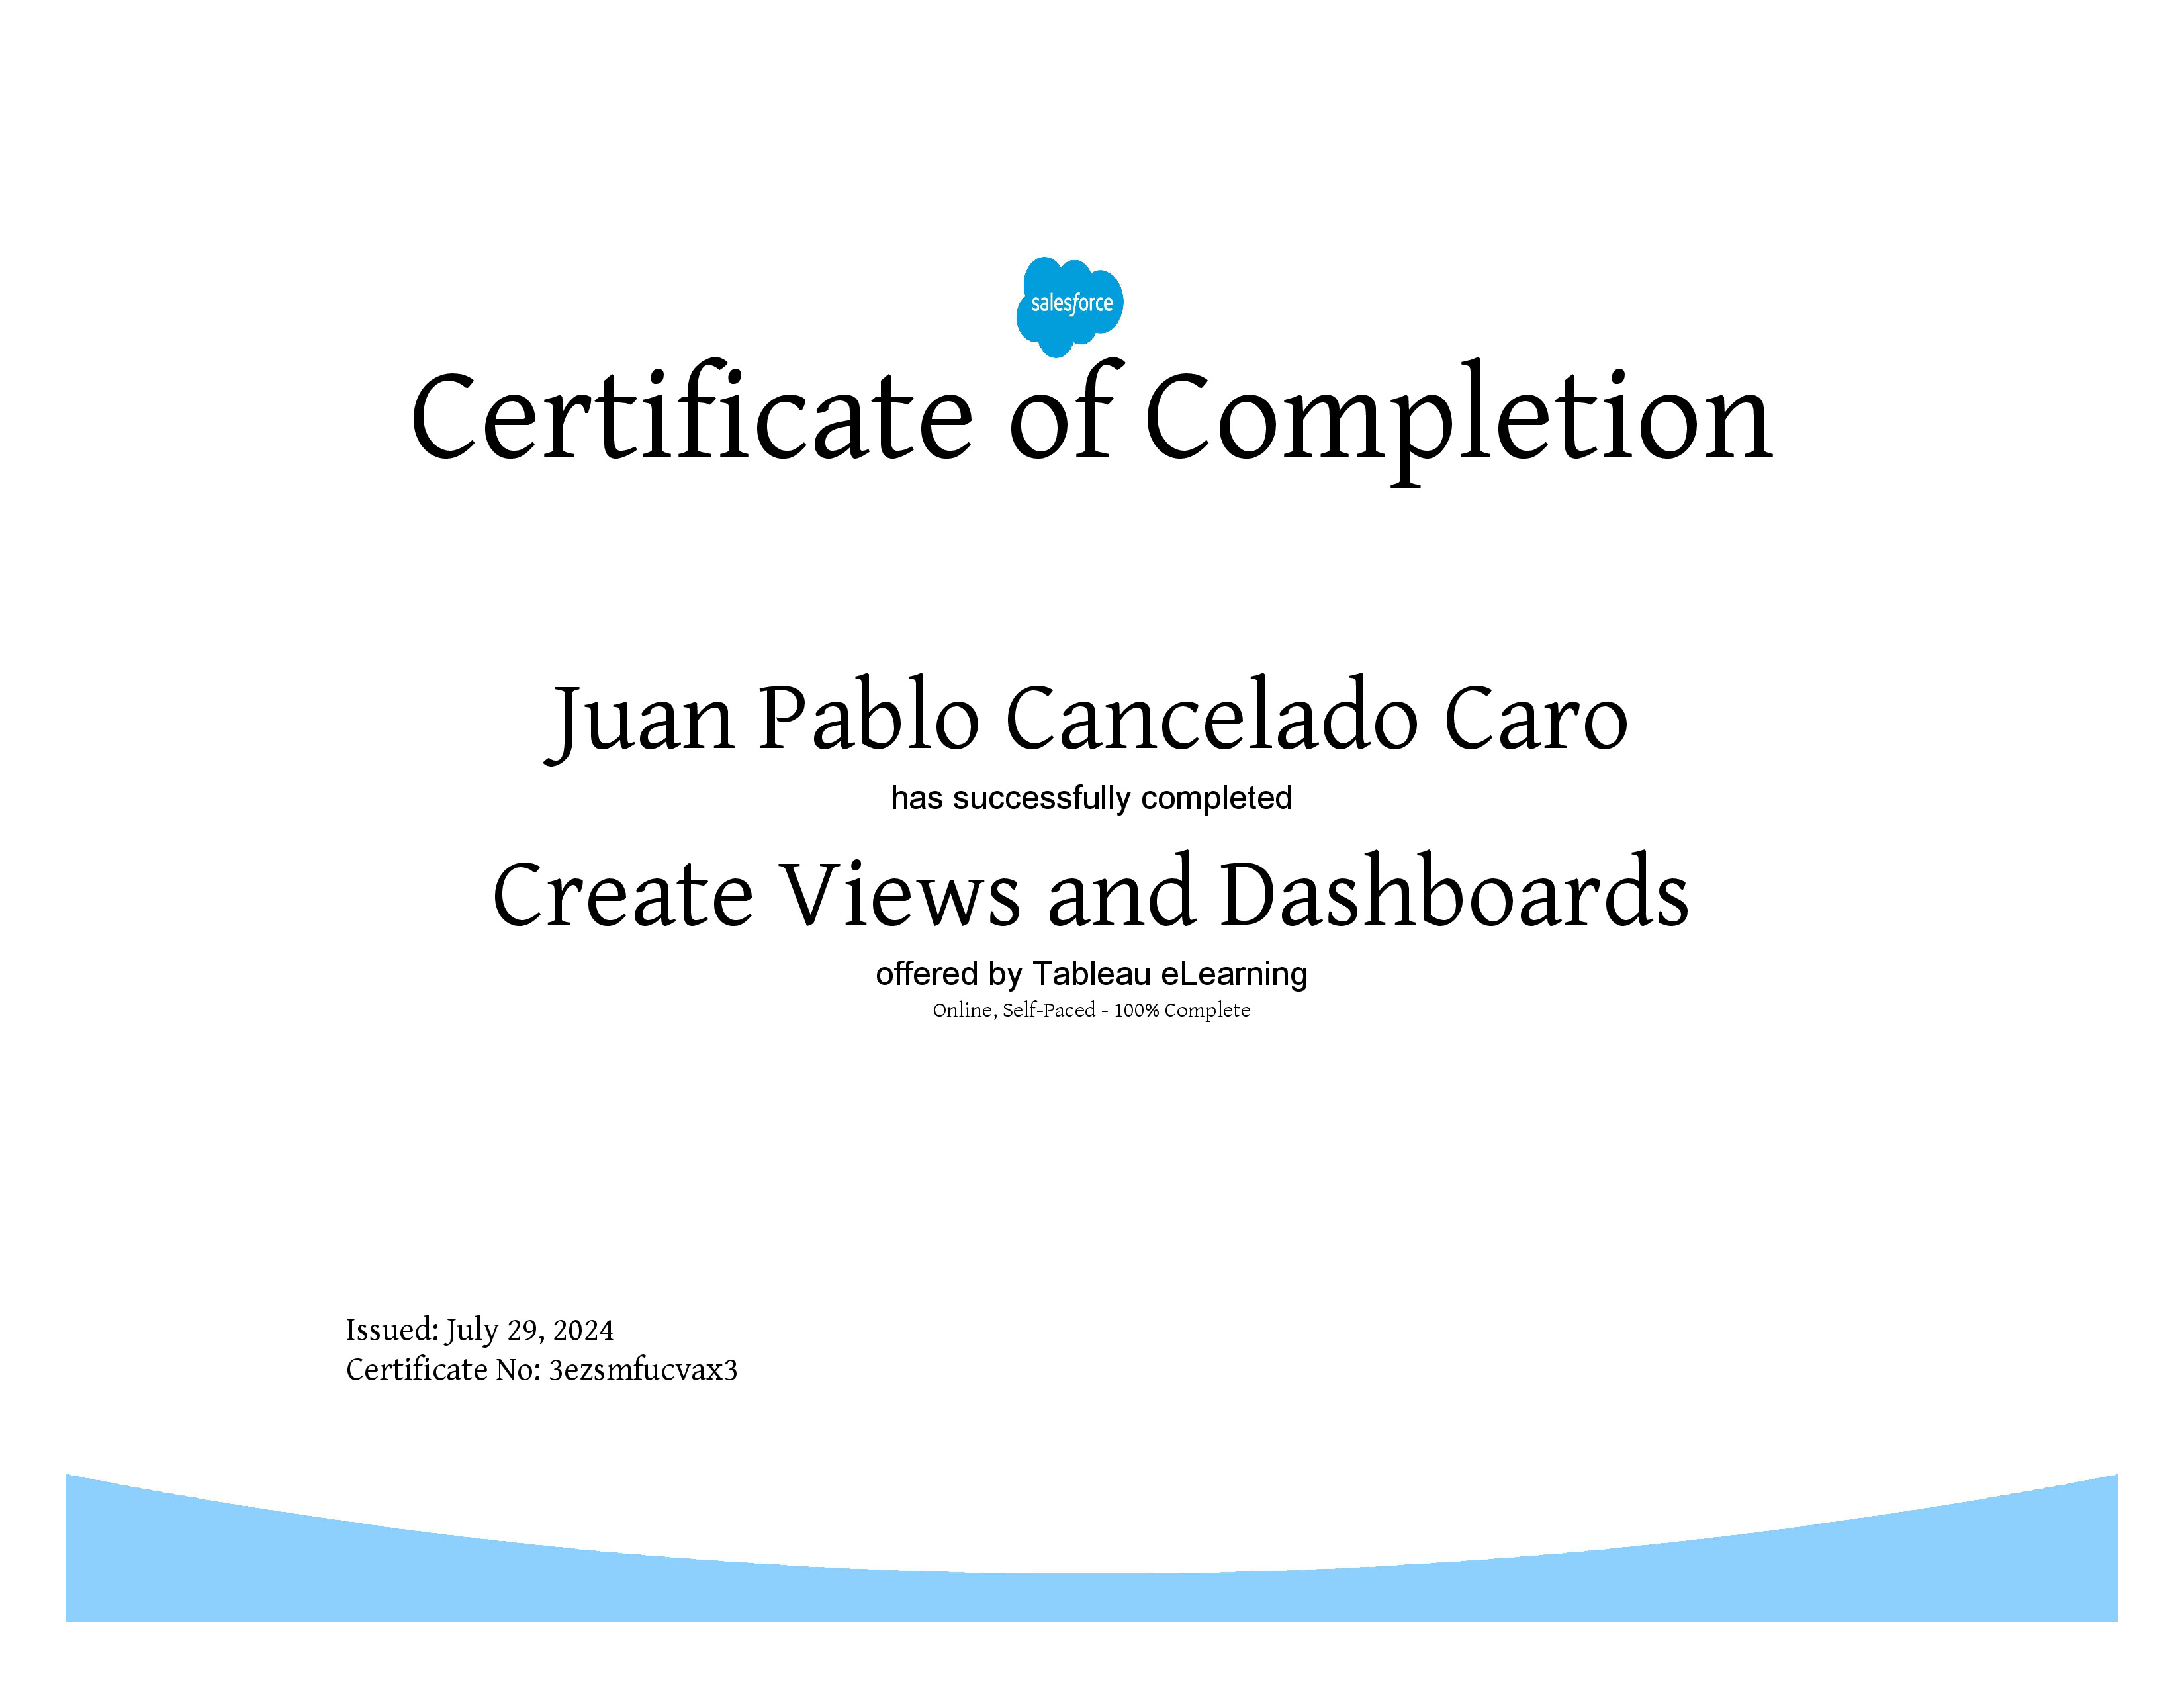 salesforce
Certificate of Completion
Juan Pablo Cancelado Caro
has successfully completed
Create Views and Dashboards
offered by Tableau eLearning
Online, Self-Paced - 100% Complete
Issued: July 29, 2024
Certificate No: 3ezsmfucvax3